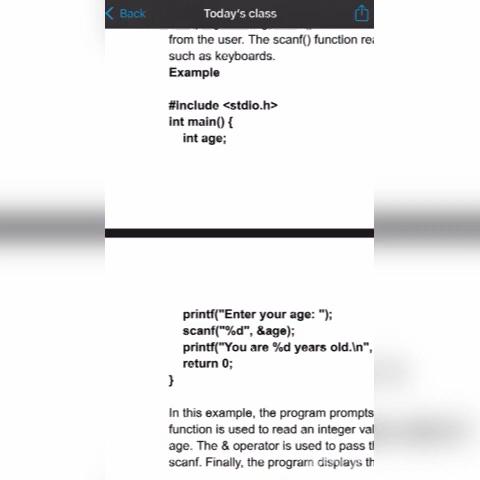 Back
Today's class
from the user. The scanf() function
such as keyboards.
Example
#include <stdio.h>
int main() {
int age;
printf("Enter your age: ");
scanf("%d", &age);
printf("You are %d years old.\n",
return 0;
}
In this example, the program prompts
function is used to read an integer
age. The & operator is used to pass
scanf. Finally, the program displays